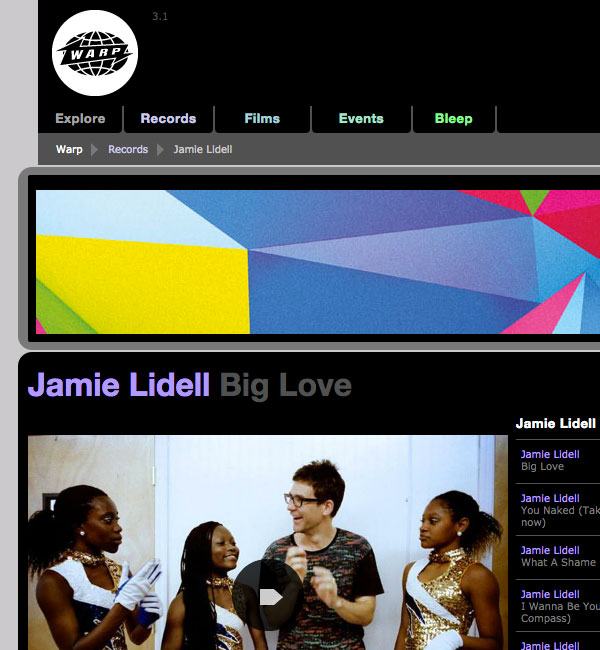 3.1
WARP
Explore Records Films Events Bleep
Warp Records Jamie Lidell
Jamie Lidell Big Love
Jamie Lidell
Jamie Lidell
Big Love
Jamie Lidell
You Naked (Tak
now)
Jamie Lidell
What A Shame
Jamie Lidell
I Wanna Be You
Compass)
Jamie Lidell